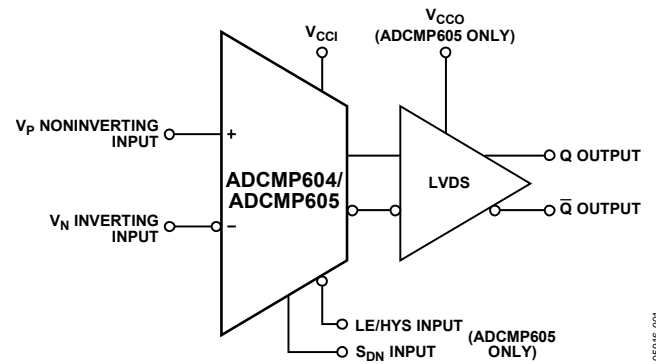 VCCI
VCCO
(ADCMP605 ONLY)
VP NONINVERTING
INPUT
+
ADCMP604/
ADCMP605
LVDS
Q OUTPUT
VN INVERTING
INPUT
–
Q̅ OUTPUT
LE/HYS INPUT
SDN INPUT
(ADCMP605
ONLY)
05916-001